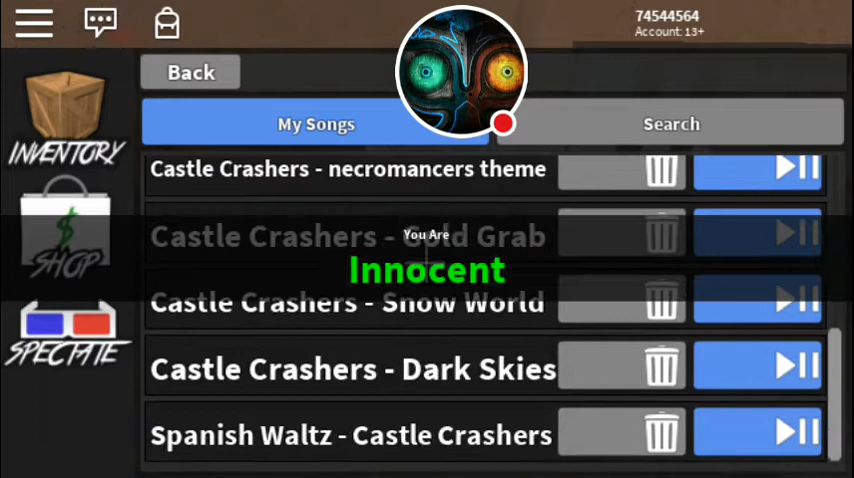 74544564
Account: 13+
Back
My Songs
Search
INVENTORY
Castle Crashers - necromancers theme
Castle Crashers - Gold Grab
You Are
Innocent
SHOP
Castle Crashers - Snow World
SPECTATE
Castle Crashers - Dark Skies
Spanish Waltz - Castle Crashers